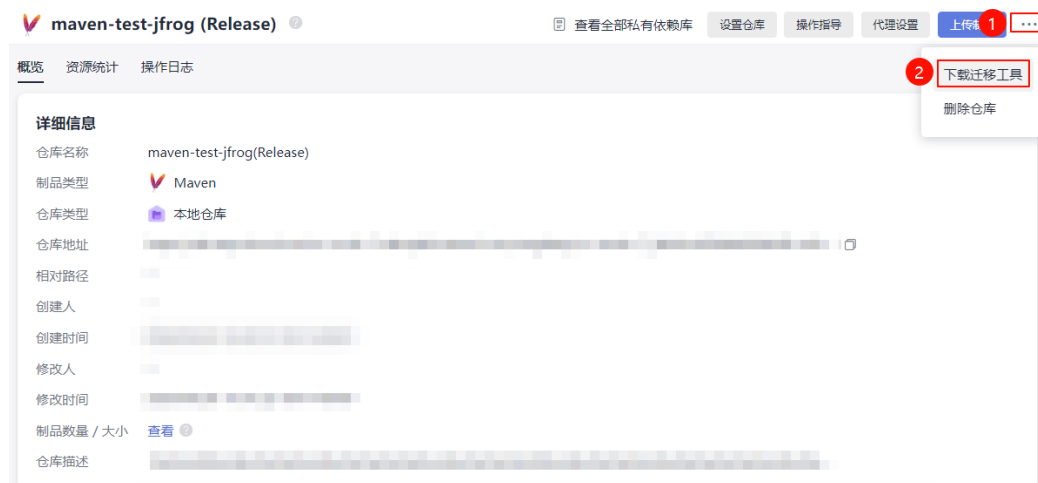 maven-test-jfrog (Release) ?
查看全部私有依赖库 设置仓库 操作指导 代理设置 上传 1 ...
概览 资源统计 操作日志
2 下载迁移工具
删除仓库
详细信息
仓库名称 maven-test-jfrog(Release)
制品类型 Maven
仓库类型 本地仓库
仓库地址
相对路径
创建人
创建时间
修改人
修改时间
制品数量 / 大小 查看 ?
仓库描述